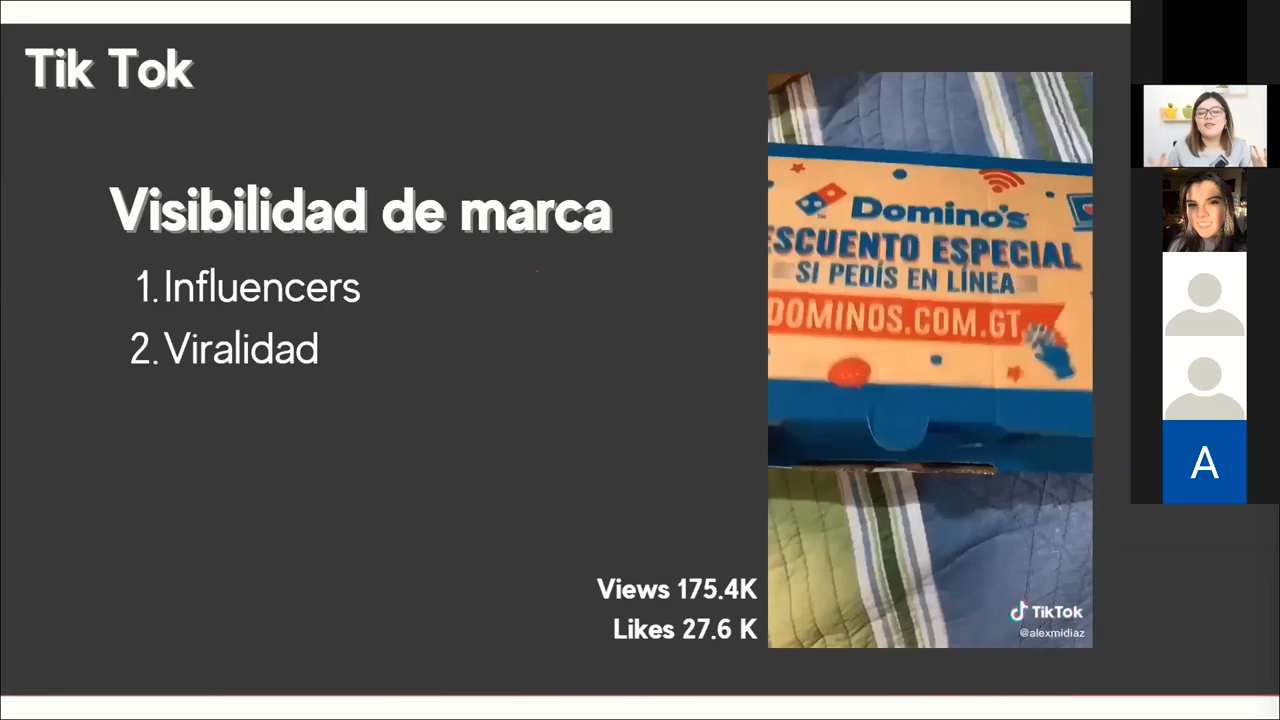 Tik Tok
Visibilidad de marca
1. Influencers
2. Viralidad
Domino's
ESCUENTO ESPECIAL
SI PEDÍS EN LÍNEA
DOMINOS.COM.GT
Views 175.4K
Likes 27.6 K
TikTok
@alexmidiaz
A